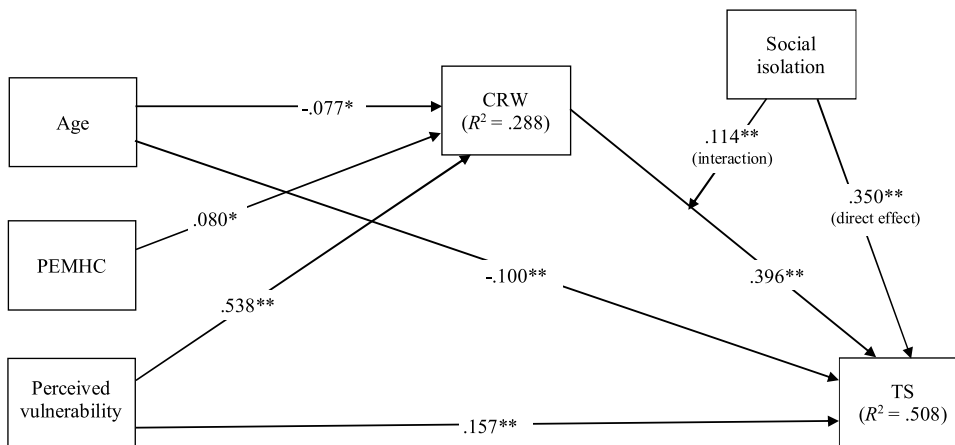 Social
isolation
Age
-.077*
CRW
(R² = .288)
.114**
(interaction)
.350**
(direct effect)
PEMHC
.080*
-.100**
.396**
.538**
Perceived
vulnerability
.157**
TS
(R² = .508)